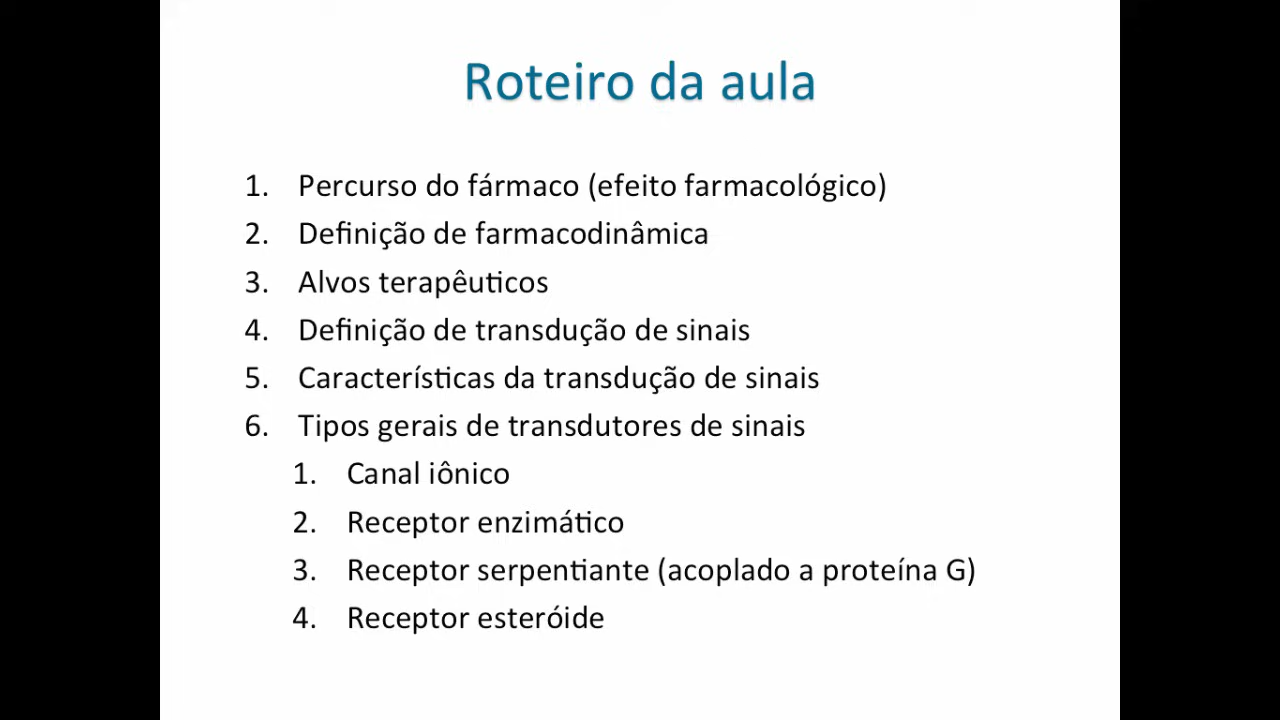 Roteiro da aula
1. Percurso do fármaco (efeito farmacológico)
2. Definição de farmacodinâmica
3. Alvos terapêuticos
4. Definição de transdução de sinais
5. Características da transdução de sinais
6. Tipos gerais de transdutores de sinais
1. Canal iônico
2. Receptor enzimático
3. Receptor serpentiante (acoplado a proteína G)
4. Receptor esteróide